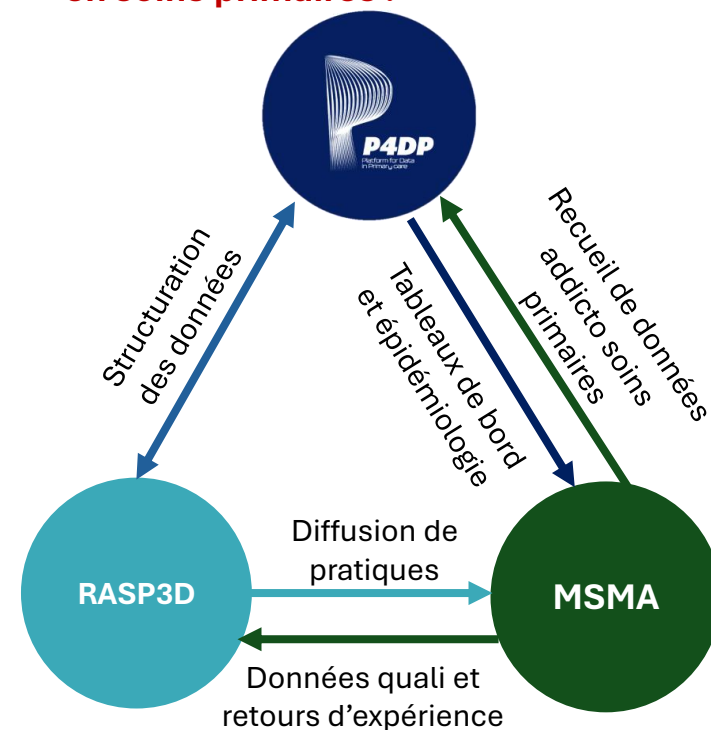 en soins primaires :
P4DP
Platform for Data
in Primary care
Structuration
des données
Tableaux de bord
et épidémiologie
Recueil de données
addicto soins
primaires
RASP3D
Diffusion de
pratiques
MSMA
Données quali et
retours d’expérience